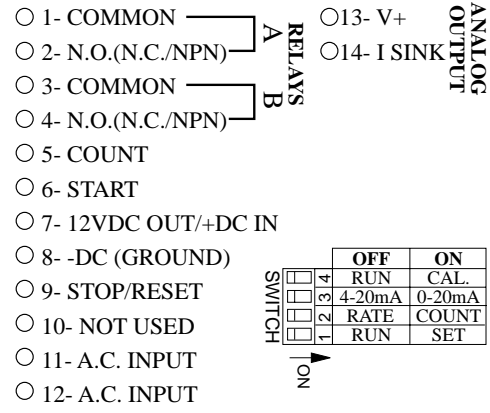 1- COMMON
2- N.O.(N.C./NPN)
3- COMMON
4- N.O.(N.C./NPN)
5- COUNT
6- START
7- 12VDC OUT/+DC IN
8- -DC (GROUND)
9- STOP/RESET
10- NOT USED
11- A.C. INPUT
12- A.C. INPUT
A
B
RELAYS
13- V+
14- I SINK
ANALOG
OUTPUT
OFF ON
4 RUN CAL.
3 4-20mA 0-20mA
2 RATE COUNT
1 RUN SET
SWITCH
ON